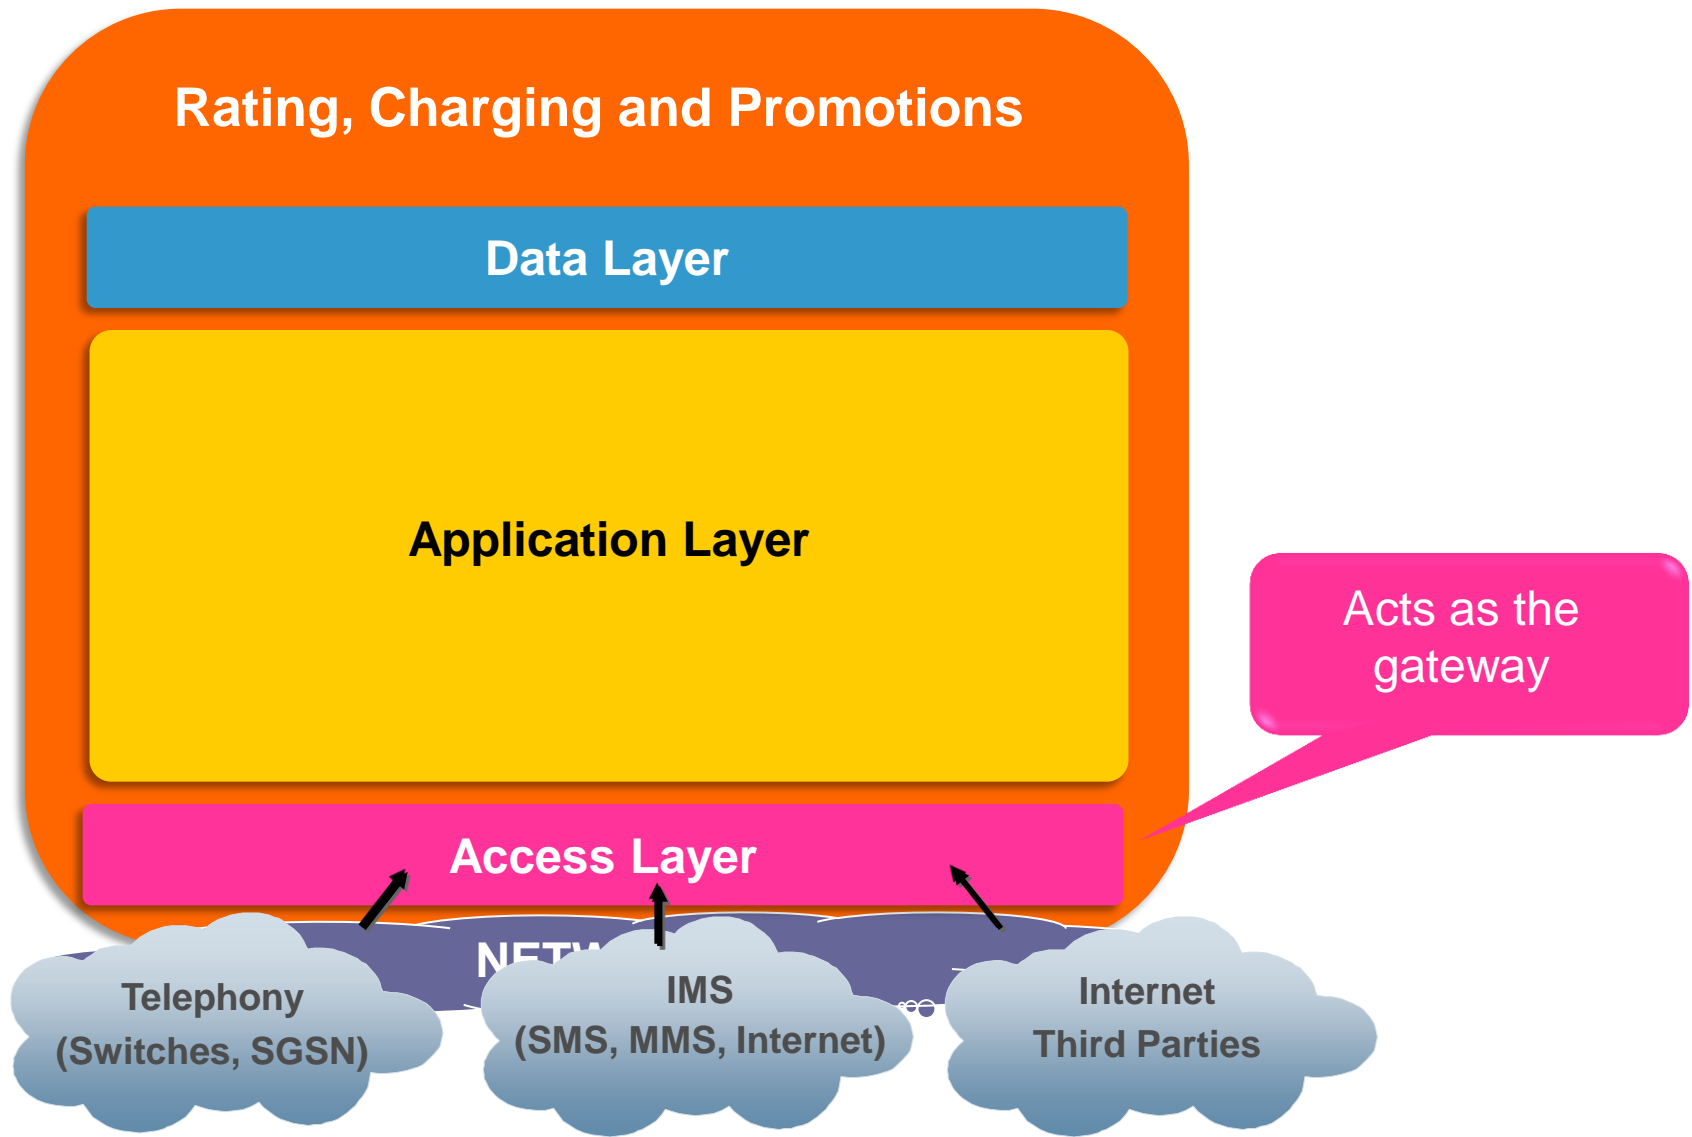 Rating, Charging and Promotions
Data Layer
Application Layer
Acts as the
gateway
Access Layer
Telephony
(Switches, SGSN)
IMS
(SMS, MMS, Internet)
Internet
Third Parties